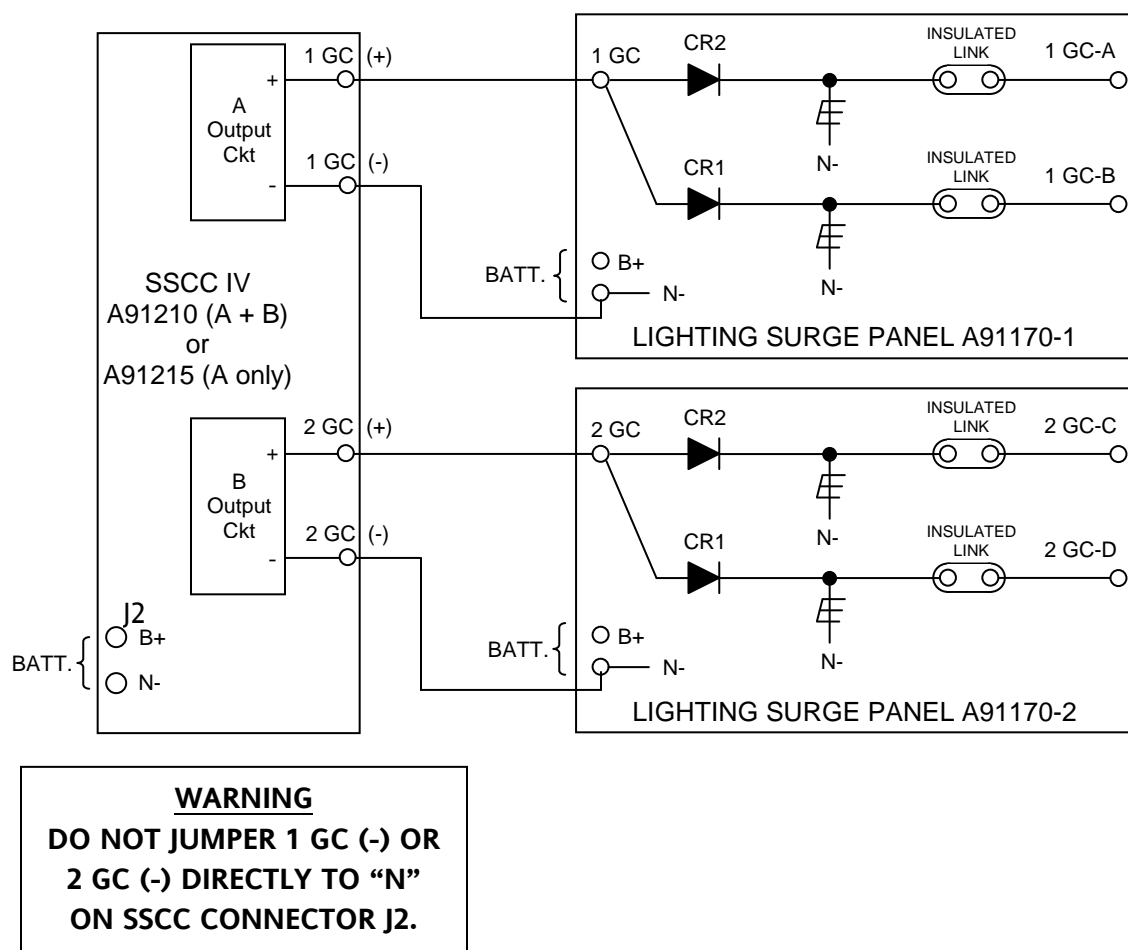 1 GC (+)
+
A
Output
Ckt
1 GC (-)
-
SSCC IV
A91210 (A + B)
or
A91215 (A only)
2 GC (+)
+
B
Output
Ckt
2 GC (-)
-
J2
BATT.
B+
N-
1 GC
CR2
INSULATED
LINK
1 GC-A
N-
CR1
INSULATED
LINK
1 GC-B
N-
BATT.
B+
N-
LIGHTING SURGE PANEL A91170-1
2 GC
CR2
INSULATED
LINK
2 GC-C
N-
CR1
INSULATED
LINK
2 GC-D
N-
BATT.
B+
N-
LIGHTING SURGE PANEL A91170-2
WARNING
DO NOT JUMPER 1 GC (-) OR
2 GC (-) DIRECTLY TO “N”
ON SSCC CONNECTOR J2.